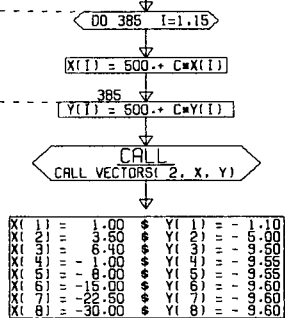 DO 385 I=1,15
X(I) = 500.+ C*X(I)
385
Y(I) = 500.+ C*Y(I)
CALL
CALL VECTORS( 2, X, Y)
X( 1) = 1.00 $ Y( 1) = - 1.10
X( 2) = 3.50 $ Y( 2) = - 5.00
X( 3) = 6.40 $ Y( 3) = - 9.50
X( 4) = - 1.00 $ Y( 4) = - 9.55
X( 5) = - 8.00 $ Y( 5) = - 9.55
X( 6) = -15.00 $ Y( 6) = - 9.60
X( 7) = -22.50 $ Y( 7) = - 9.60
X( 8) = -30.00 $ Y( 8) = - 9.60